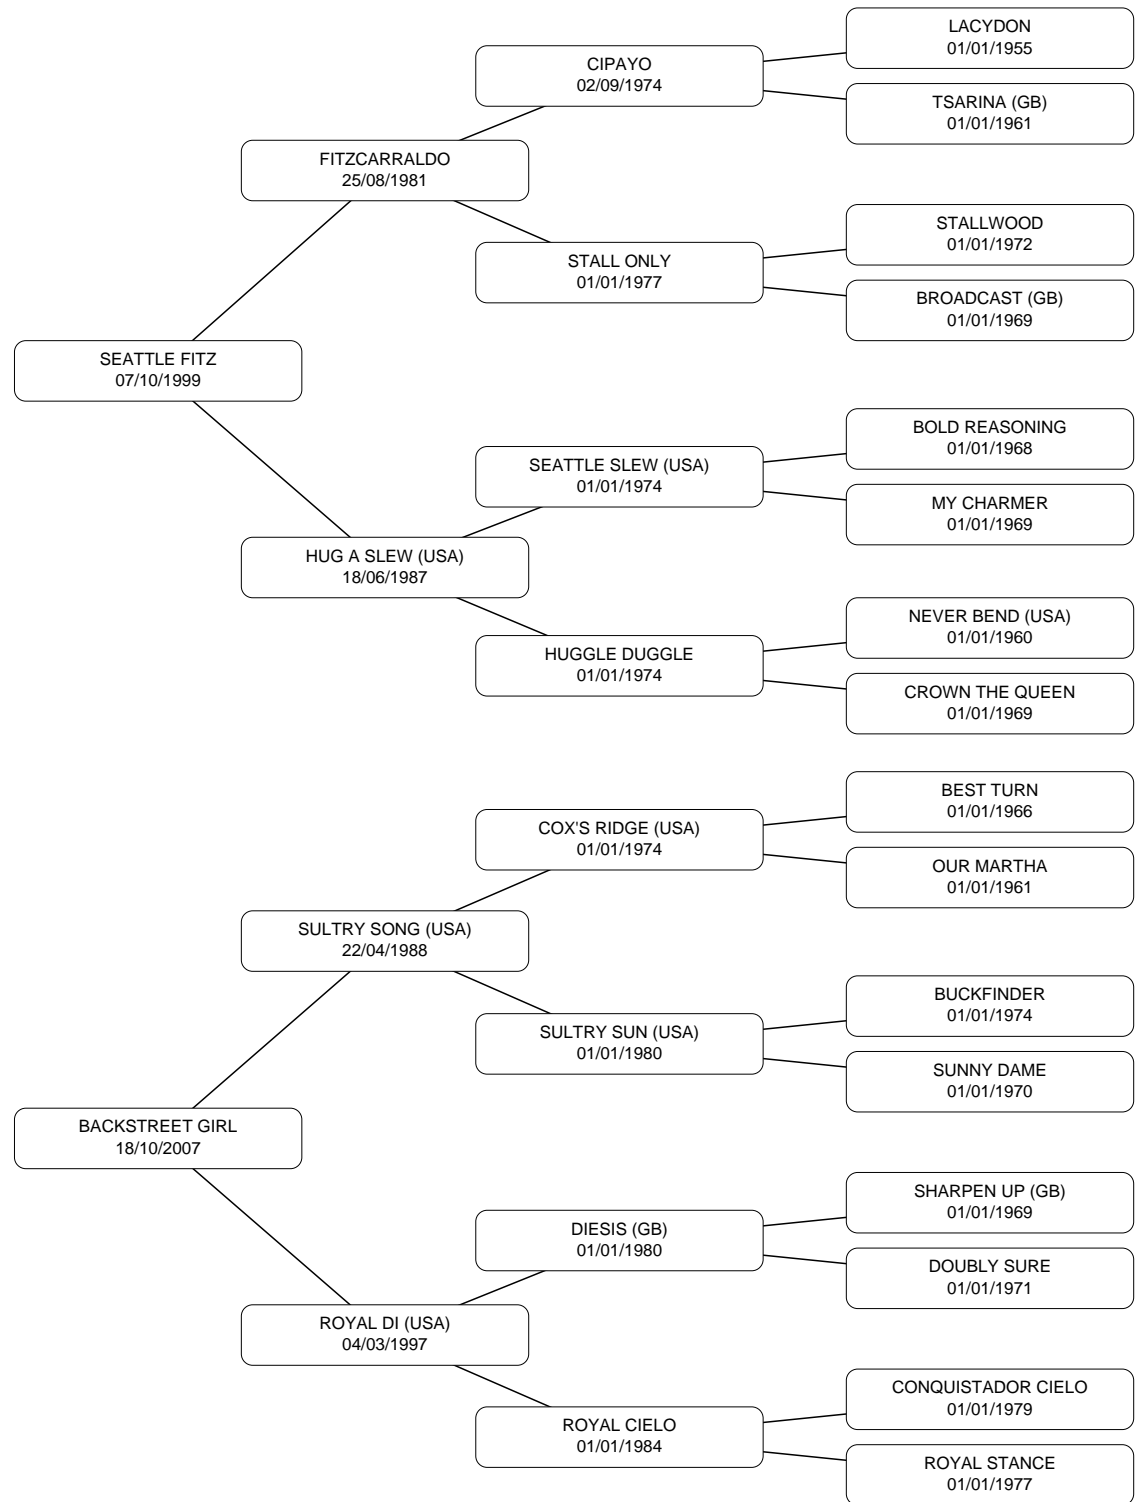 LACYDON
01/01/1955
CIPAYO
02/09/1974
TSARINA (GB)
01/01/1961
FITZCARRALDO
25/08/1981
STALLWOOD
01/01/1972
STALL ONLY
01/01/1977
BROADCAST (GB)
01/01/1969
SEATTLE FITZ
07/10/1999
BOLD REASONING
01/01/1968
SEATTLE SLEW (USA)
01/01/1974
MY CHARMER
01/01/1969
HUG A SLEW (USA)
18/06/1987
NEVER BEND (USA)
01/01/1960
HUGGLE DUGGLE
01/01/1974
CROWN THE QUEEN
01/01/1969
BEST TURN
01/01/1966
COX'S RIDGE (USA)
01/01/1974
OUR MARTHA
01/01/1961
SULTRY SONG (USA)
22/04/1988
BUCKFINDER
01/01/1974
SULTRY SUN (USA)
01/01/1980
SUNNY DAME
01/01/1970
BACKSTREET GIRL
18/10/2007
SHARPEN UP (GB)
01/01/1969
DIESIS (GB)
01/01/1980
DOUBLY SURE
01/01/1971
ROYAL DI (USA)
04/03/1997
CONQUISTADOR CIELO
01/01/1979
ROYAL CIELO
01/01/1984
ROYAL STANCE
01/01/1977